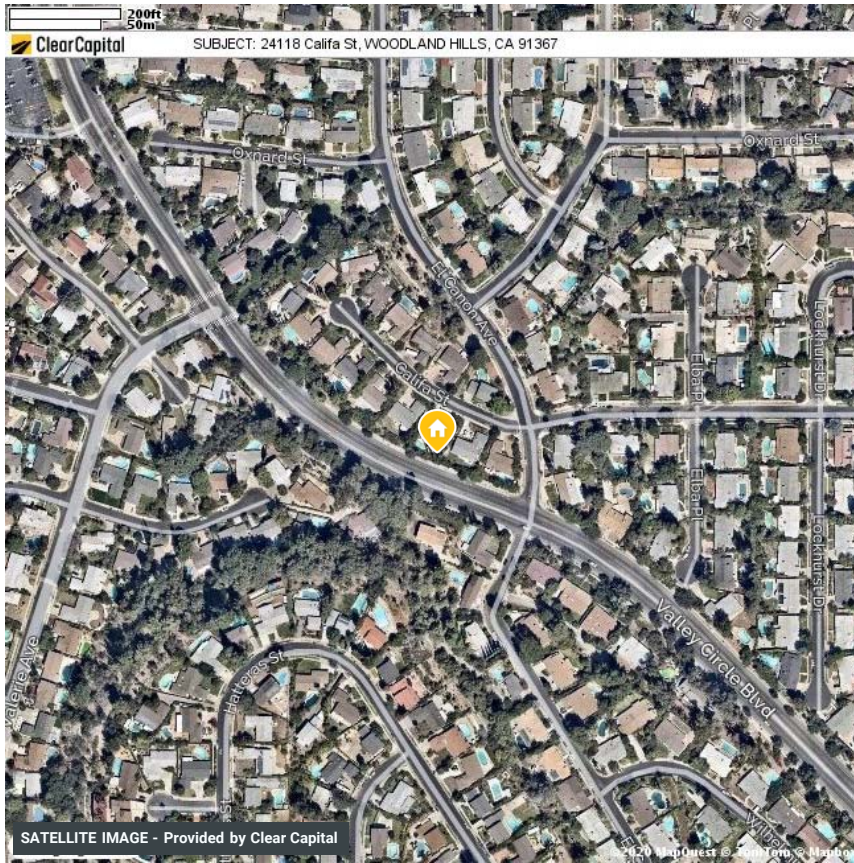 200ft
50m
ClearCapital
SUBJECT: 24118 Califa St, WOODLAND HILLS, CA 91367
Oxnard St
Oxnard St
El Canon Ave
Califa St
Elba Pl
Lockhurst Dr
Elba Pl
Lockhurst Dr
Valley Circle Blvd
Valerie Ave
Hatteras St
SATELLITE IMAGE - Provided by Clear Capital
©2020 MapQuest © TomTom © Mapbox